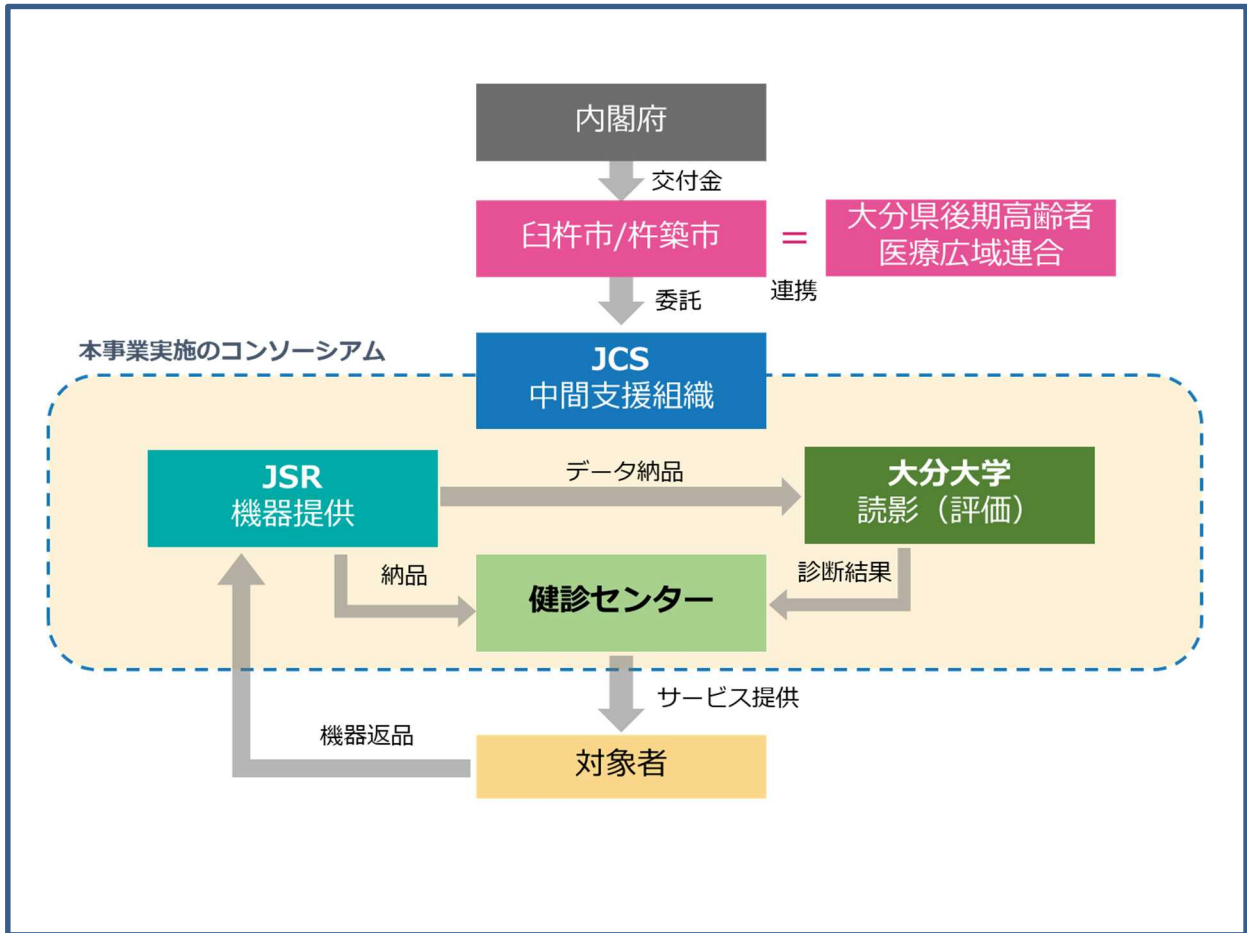 内閣府
交付金
臼杵市/杵築市
=
大分県後期高齢者
医療広域連合
連携
委託
本事業実施のコンソーシアム
JCS
中間支援組織
JSR
機器提供
データ納品
大分大学
読影（評価）
納品
健診センター
診断結果
サービス提供
機器返品
対象者